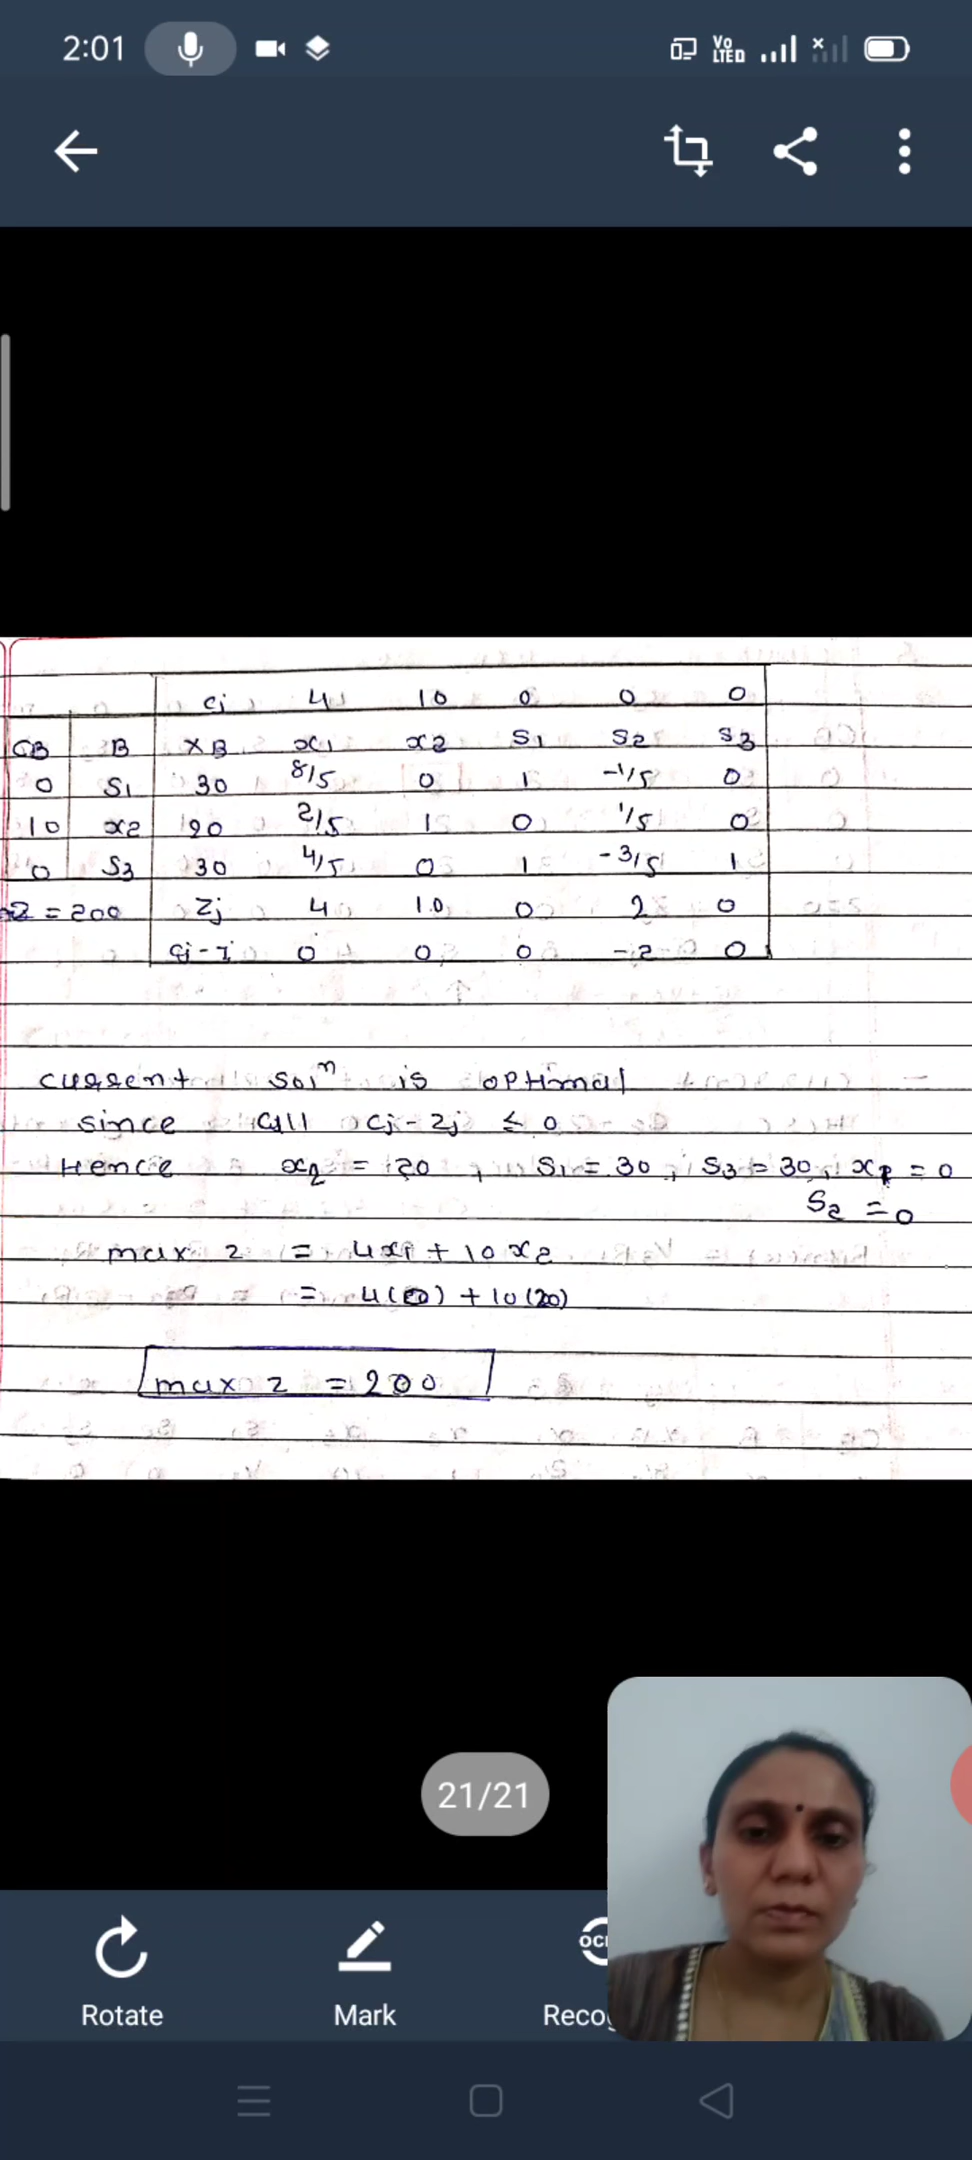 2:01 Vo LTED
Cj 4 10 0 0 0
CB B XB x1 x2 S1 S2 S3
0 S1 30 8/5 0 1 -1/5 0
10 x2 20 2/5 1 0 1/5 0
0 S3 30 4/5 0 1 -3/5 1
Z = 200 Zj 4 10 0 2 0
Cj - Z 0 0 0 -2 0
current solⁿ is optimal
since all Cj - Zj ≤ 0
Hence x2 = 20, S1 = 30, S3 = 30, x1 = 0
S2 = 0
max Z = 4x1 + 10x2
= 4(0) + 10(20)
max Z = 200
21/21
OC
Rotate Mark Reco